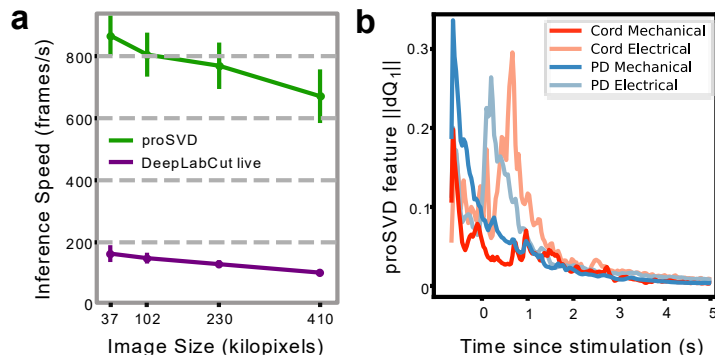 a
Inference Speed (frames/s)
800
600
400
200
0
proSVD
DeepLabCut live
37 102 230 410
Image Size (kilopixels)
b
proSVD feature ||dQ₁||
0.3
0.2
0.1
0
Cord Mechanical
Cord Electrical
PD Mechanical
PD Electrical
0 1 2 3 4 5
Time since stimulation (s)